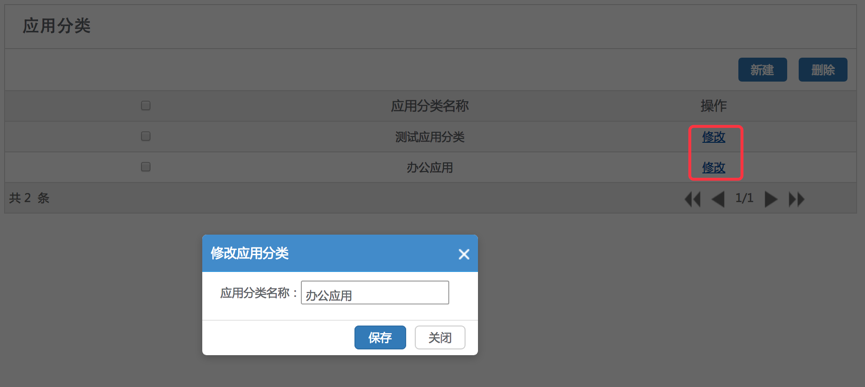 应用分类
新建 删除
应用分类名称 操作
测试应用分类 修改
办公应用 修改
共 2 条 1/1
修改应用分类
应用分类名称：办公应用
保存 关闭